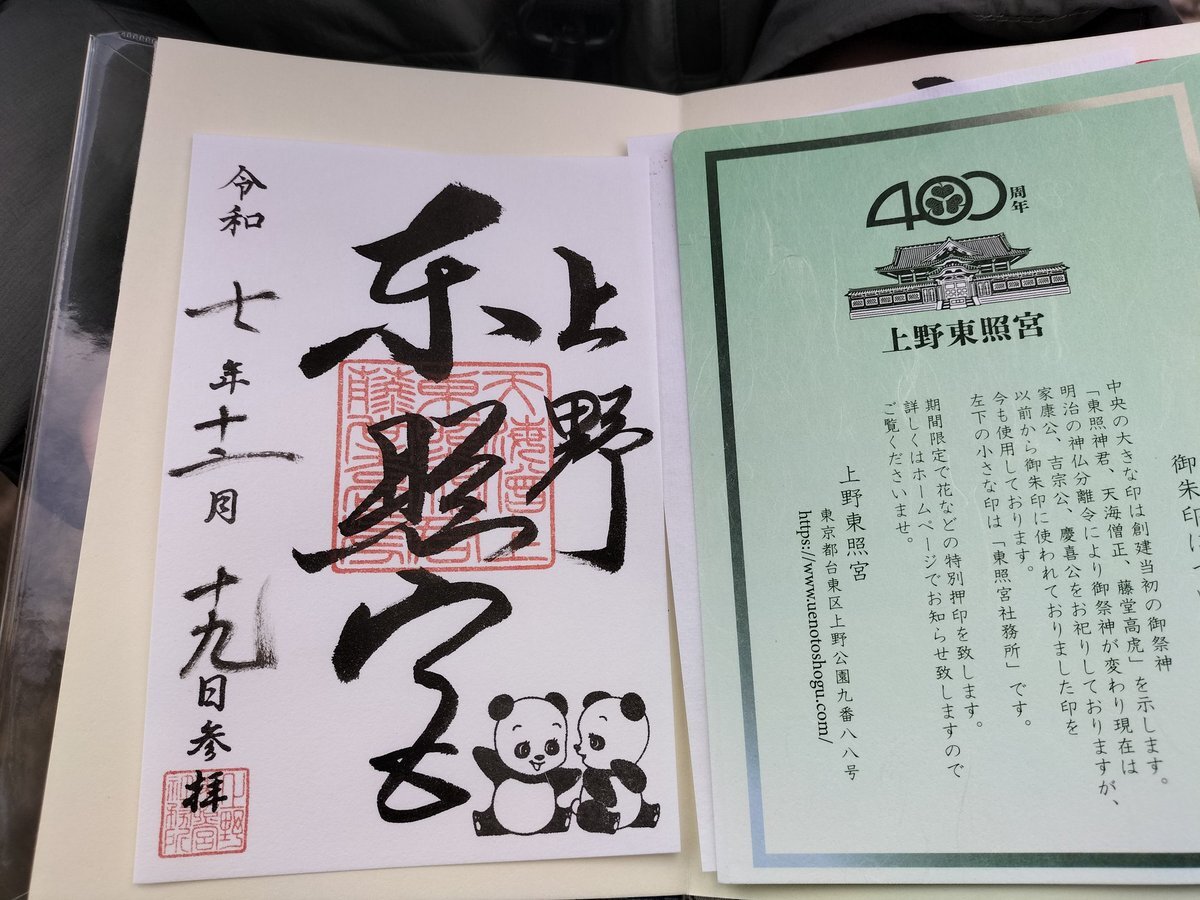 上野
東照宮
令和 七年十二月 十九日参拝
400周年
上野東照宮
御朱印
中央の大きな印は創建当初の御祭神
「東照神君、天海僧正、藤堂高虎」を示します。
明治の神仏分離令により御祭神が変わり現在は
家康公、吉宗公、慶喜公をお祀りしておりますが、
以前から御朱印に使われておりました印を
今も使用しております。
左下の小さな印は「東照宮社務所」です。
期間限定で花などの特別押印を致します。
詳しくはホームページでお知らせ致しますので
ご覧くださいませ。
上野東照宮
東京都台東区上野公園九番八八号
https://www.uenotoshogu.com/